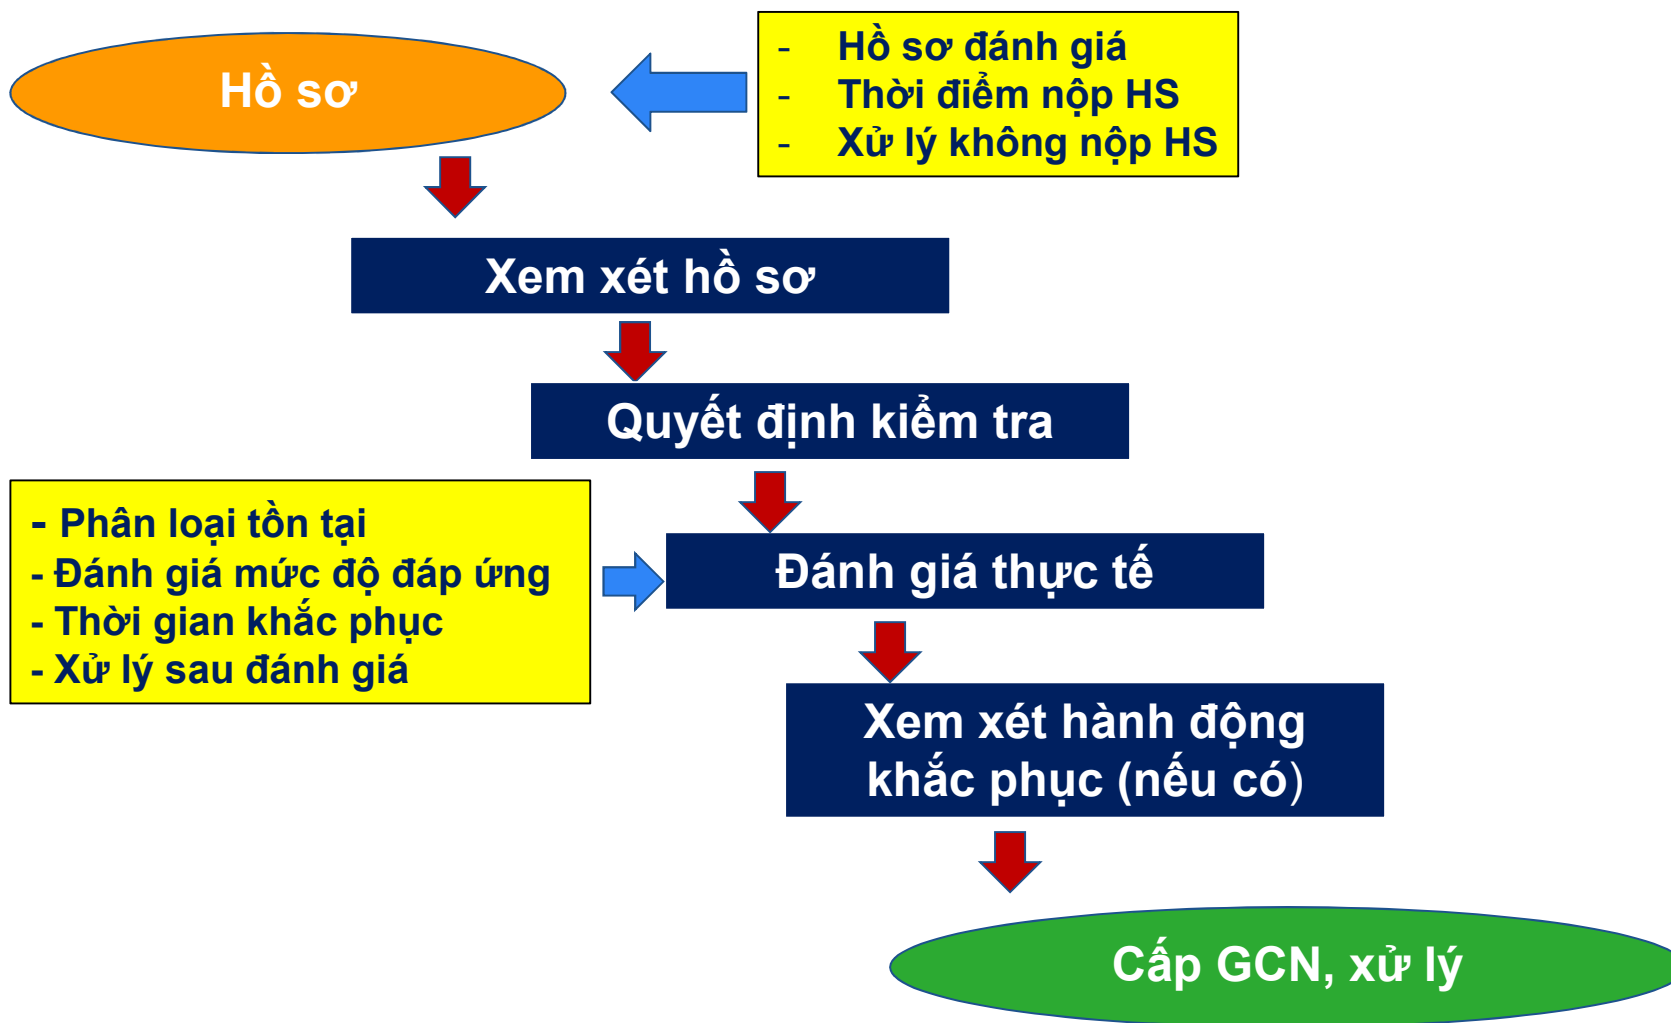 Hồ sơ
- Hồ sơ đánh giá
- Thời điểm nộp HS
- Xử lý không nộp HS
Xem xét hồ sơ
Quyết định kiểm tra
- Phân loại tồn tại
- Đánh giá mức độ đáp ứng
- Thời gian khắc phục
- Xử lý sau đánh giá
Đánh giá thực tế
Xem xét hành động
khắc phục (nếu có)
Cấp GCN, xử lý